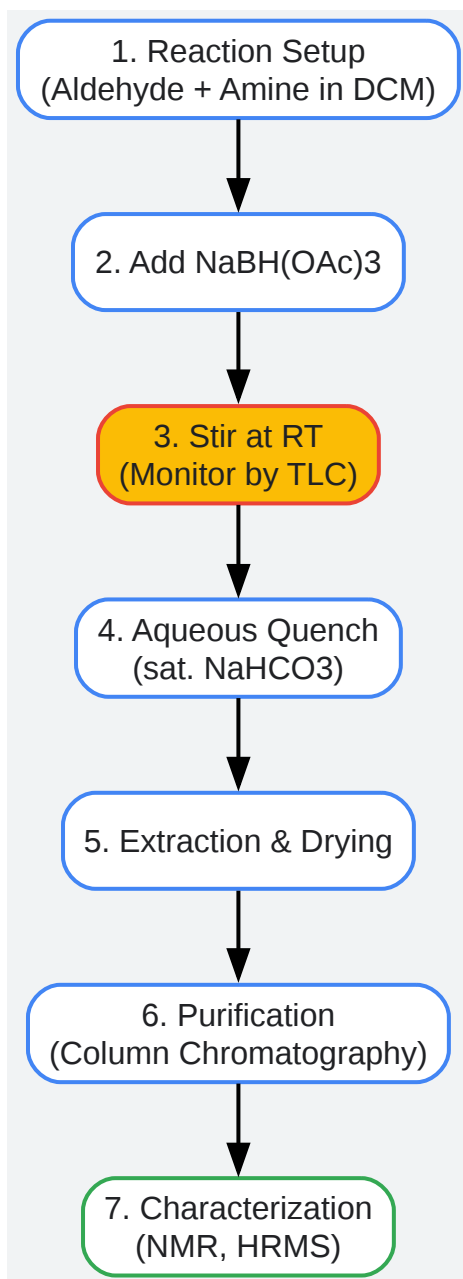 1. Reaction Setup
(Aldehyde + Amine in DCM)
2. Add NaBH(OAc)3
3. Stir at RT
(Monitor by TLC)
4. Aqueous Quench
(sat. NaHCO3)
5. Extraction & Drying
6. Purification
(Column Chromatography)
7. Characterization
(NMR, HRMS)